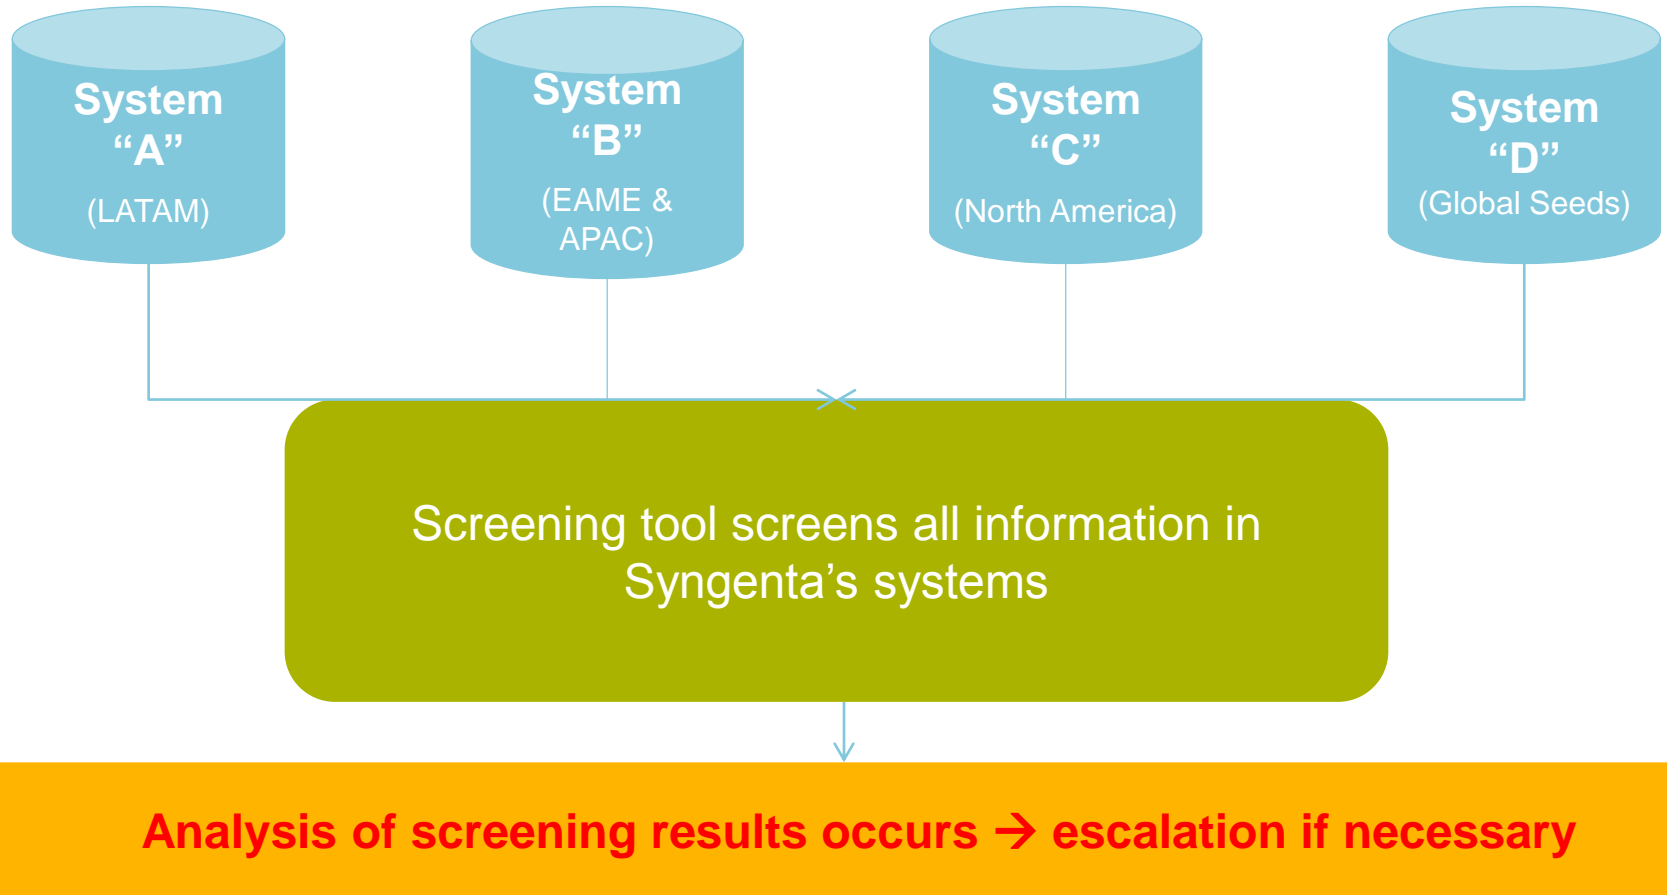 System
“A”
(LATAM)
System
“B”
(EAME &
APAC)
System
“C”
(North America)
System
“D”
(Global Seeds)
Screening tool screens all information in
Syngenta’s systems
Analysis of screening results occurs → escalation if necessary